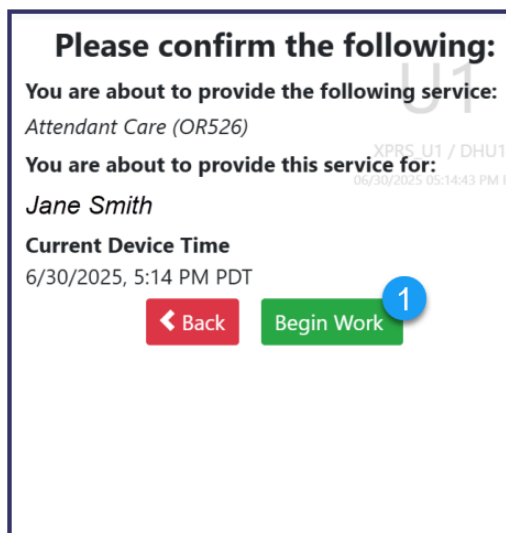 Please confirm the following:
U1
You are about to provide the following service:
Attendant Care (OR526)
XPRS_U1 / DHU1
You are about to provide this service for:
06/30/2025 05:14:43 PM
Jane Smith
Current Device Time
6/30/2025, 5:14 PM PDT
Back
Begin Work
1